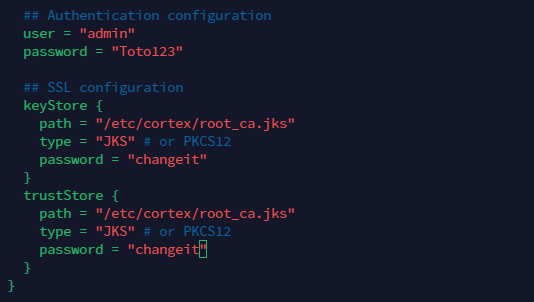 ## Authentication configuration
user = "admin"
password = "Toto123"
## SSL configuration
keyStore {
path = "/etc/cortex/root_ca.jks"
type = "JKS" # or PKCS12
password = "changeit"
}
trustStore {
path = "/etc/cortex/root_ca.jks"
type = "JKS" # or PKCS12
password = "changeit"
}
}